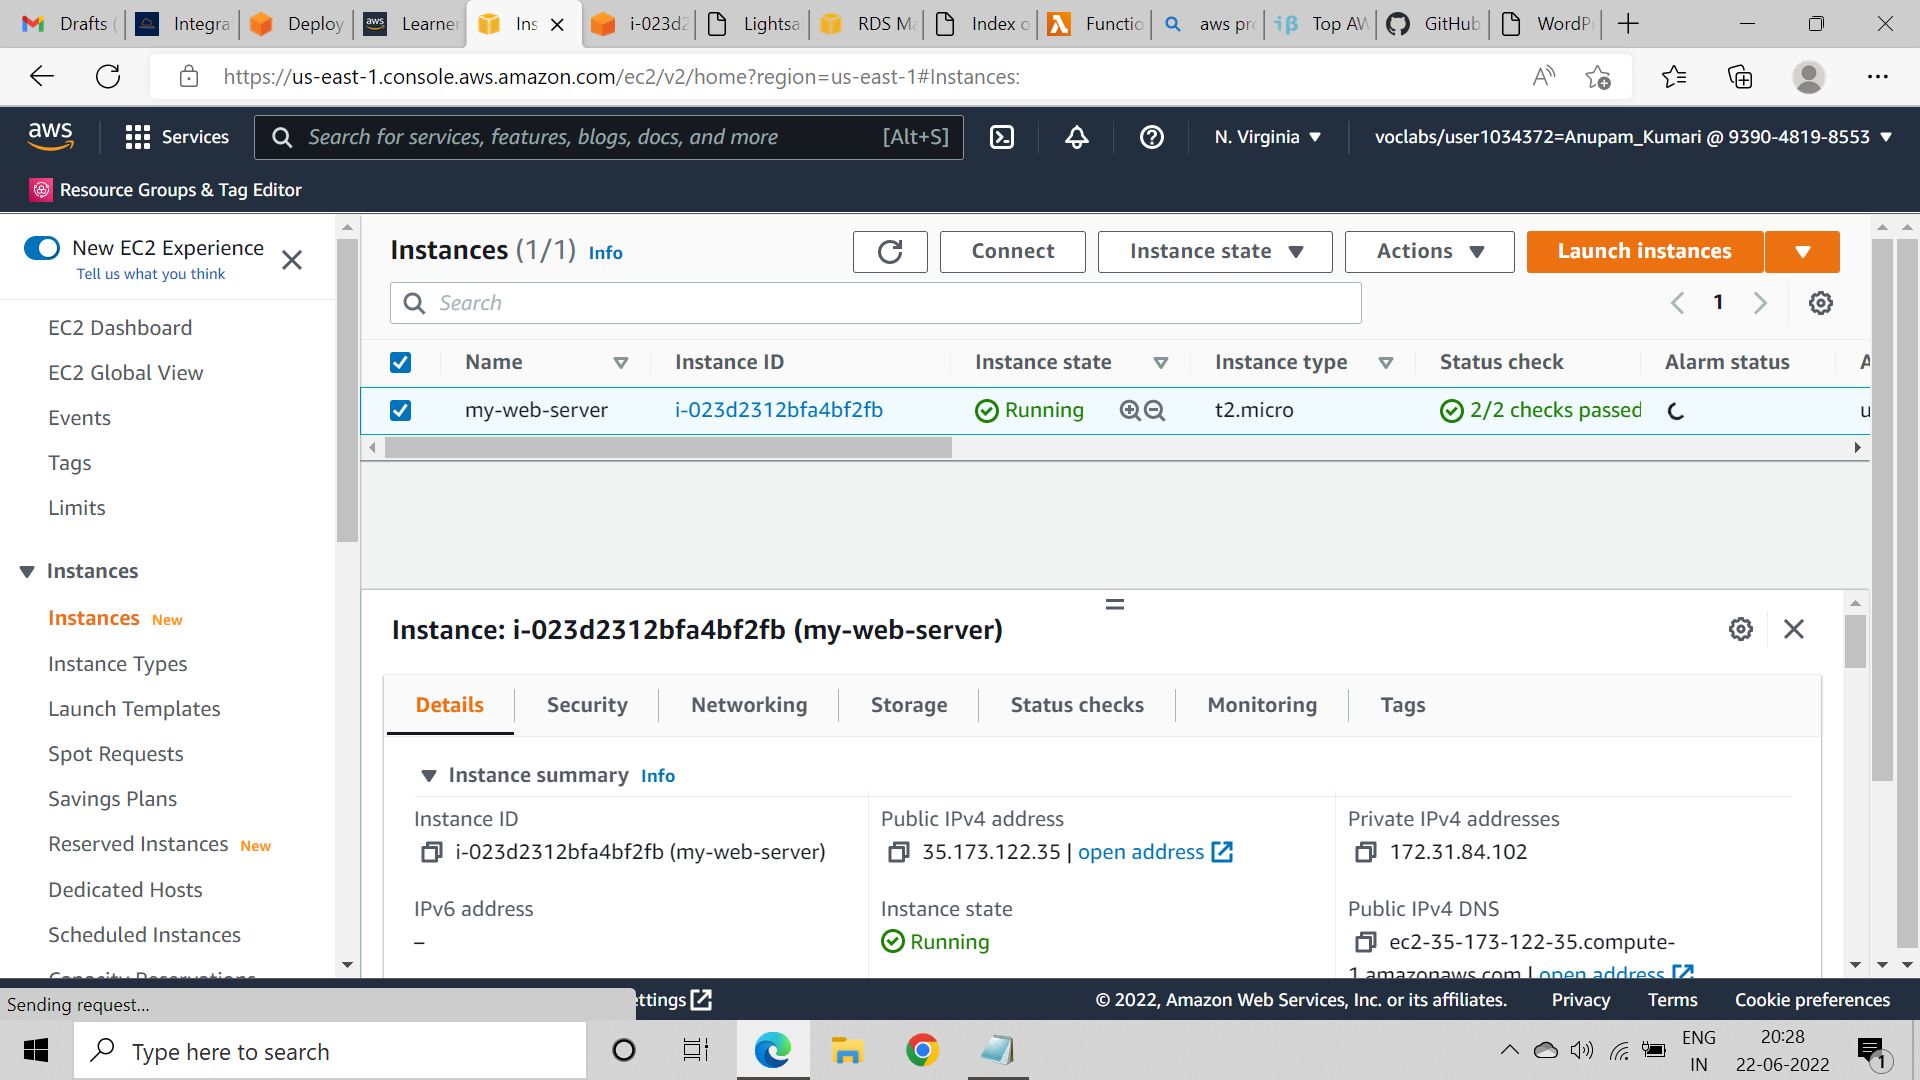 Drafts (
Integrat
Deploy
Learner
Ins
i-023d2
Lightsa
RDS Ma
Index o
Functio
aws pro
Top AW
GitHub
WordPr
https://us-east-1.console.aws.amazon.com/ec2/v2/home?region=us-east-1#Instances:
aws
Services
Search for services, features, blogs, docs, and more
[Alt+S]
N. Virginia
voclabs/user1034372=Anupam_Kumari @ 9390-4819-8553
Resource Groups & Tag Editor
New EC2 Experience
Tell us what you think
EC2 Dashboard
EC2 Global View
Events
Tags
Limits
Instances
Instances New
Instance Types
Launch Templates
Spot Requests
Savings Plans
Reserved Instances New
Dedicated Hosts
Scheduled Instances
Capacity Reservations
Instances (1/1) Info
Connect
Instance state
Actions
Launch instances
Search
1
Name
Instance ID
Instance state
Instance type
Status check
Alarm status
A
my-web-server
i-023d2312bfa4bf2fb
Running
t2.micro
2/2 checks passed
u
Instance: i-023d2312bfa4bf2fb (my-web-server)
Details
Security
Networking
Storage
Status checks
Monitoring
Tags
Instance summary Info
Instance ID
i-023d2312bfa4bf2fb (my-web-server)
Public IPv4 address
35.173.122.35 | open address
Private IPv4 addresses
172.31.84.102
IPv6 address
–
Instance state
Running
Public IPv4 DNS
ec2-35-173-122-35.compute-
1.amazonaws.com | open address
Sending request...
ettings
© 2022, Amazon Web Services, Inc. or its affiliates.
Privacy
Terms
Cookie preferences
Type here to search
ENG
IN
20:28
22-06-2022
1